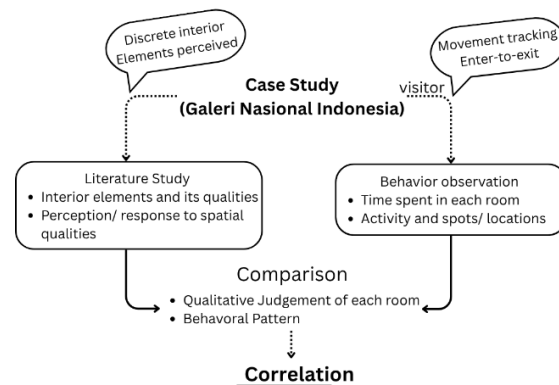 Discrete interior
Elements perceived
Movement tracking
Enter-to-exit
Case Study
(Galeri Nasional Indonesia)
visitor
Literature Study
• Interior elements and its qualities
• Perception/ response to spatial
qualities
Behavior observation
• Time spent in each room
• Activity and spots/ locations
Comparison
• Qualitative Judgement of each room
• Behavoral Pattern
Correlation